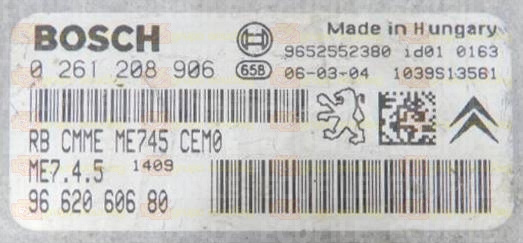 BOSCH
Made in Hungary
9652552380 id01 0163
0 261 208 906
658 06-03-04 1039S13581
RB CMME ME745 CEM0
ME7.4.5 1409
96 620 606 80